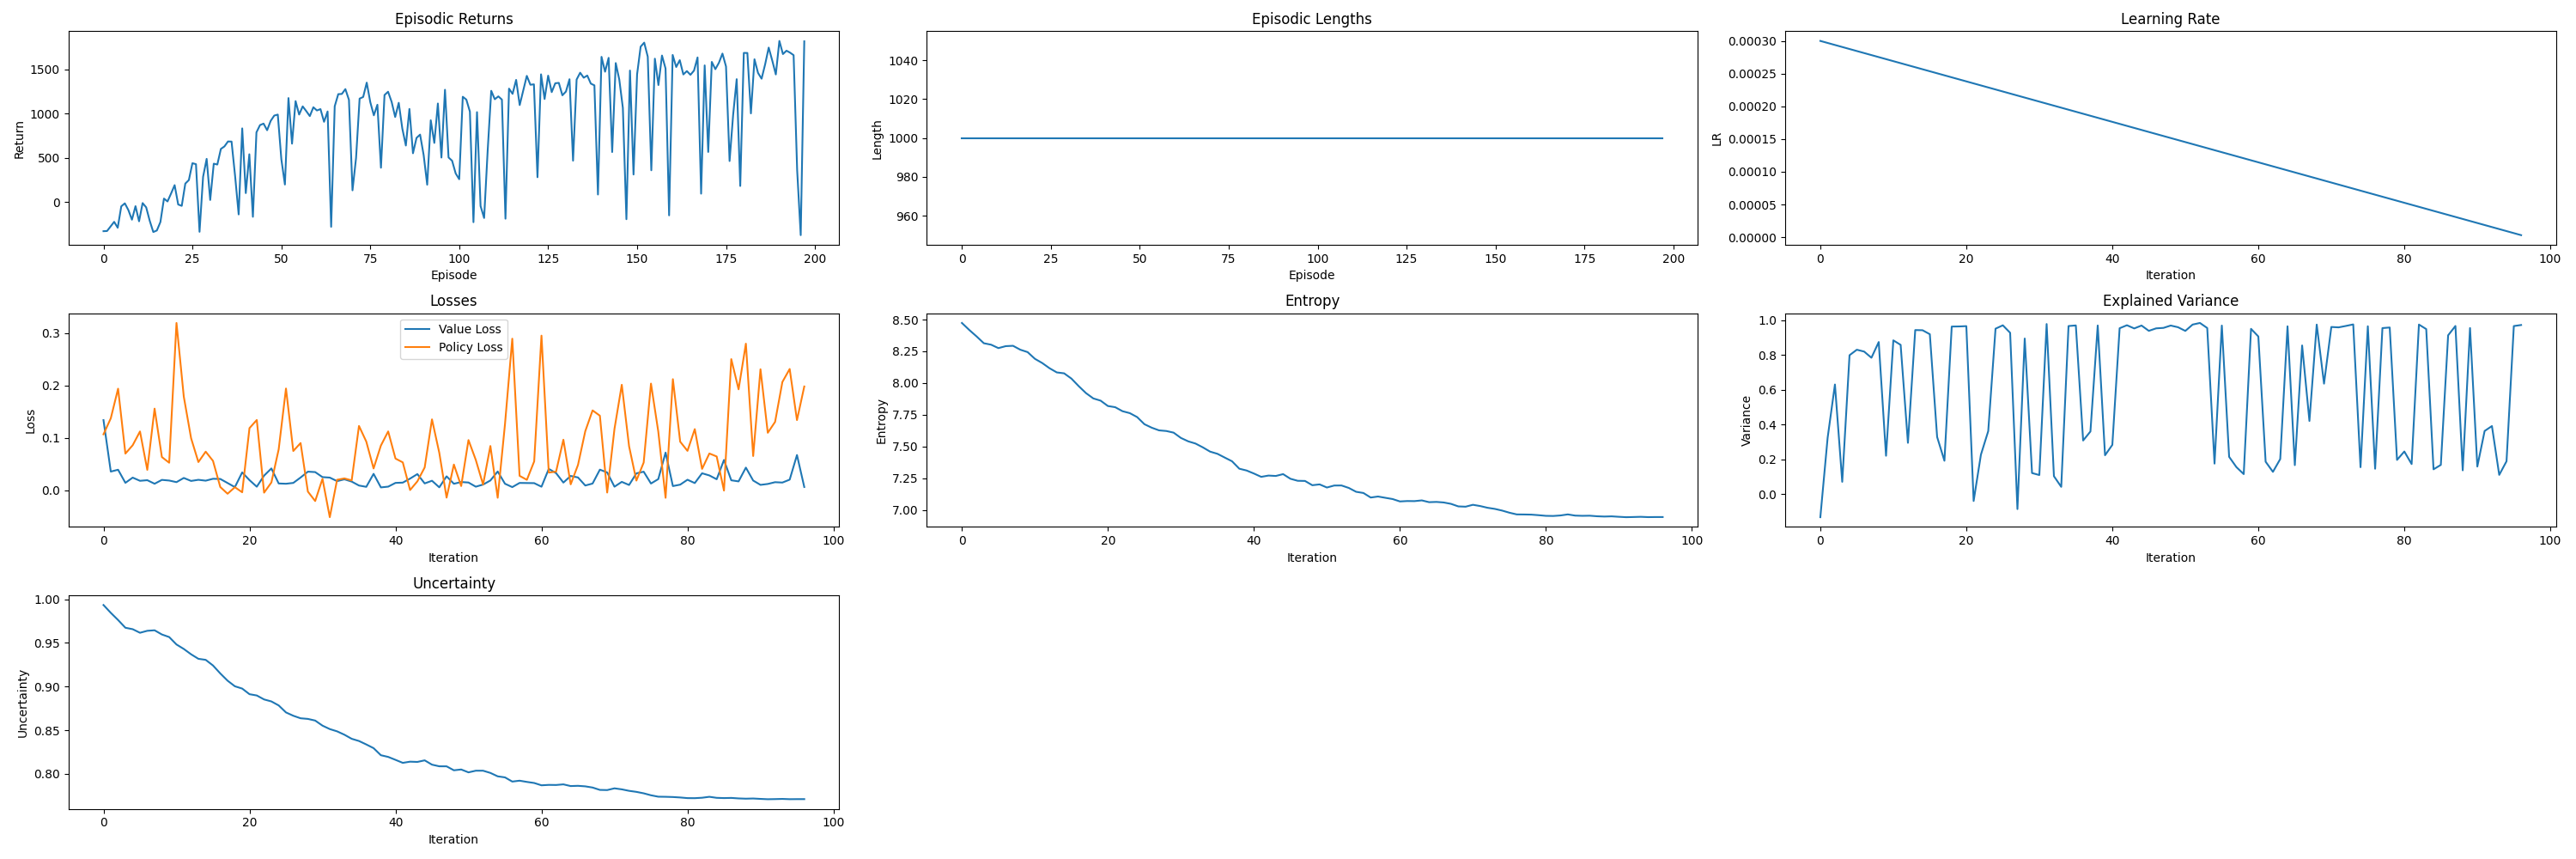 Episodic Returns
Return
1500
1000
500
0
0 25 50 75 100 125 150 175 200
Episode
Episodic Lengths
Length
1040
1020
1000
980
960
0 25 50 75 100 125 150 175 200
Episode
Learning Rate
LR
0.00030
0.00025
0.00020
0.00015
0.00010
0.00005
0.00000
0 20 40 60 80 100
Iteration
Losses
Value Loss
Policy Loss
Loss
0.3
0.2
0.1
0.0
0 20 40 60 80 100
Iteration
Entropy
Entropy
8.50
8.25
8.00
7.75
7.50
7.25
7.00
0 20 40 60 80 100
Iteration
Explained Variance
Variance
1.0
0.8
0.6
0.4
0.2
0.0
0 20 40 60 80 100
Iteration
Uncertainty
Uncertainty
1.00
0.95
0.90
0.85
0.80
0 20 40 60 80 100
Iteration